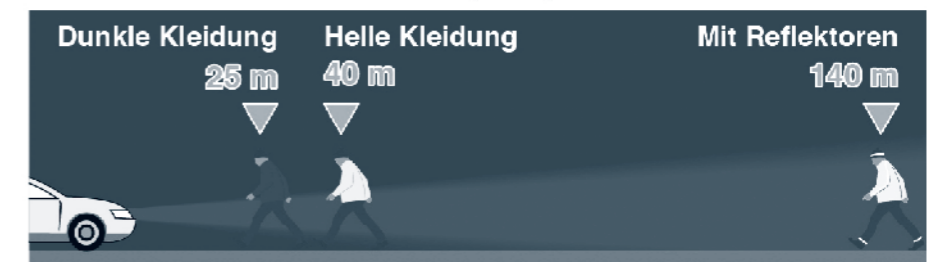 Dunkle Kleidung
25 m
Helle Kleidung
40 m
Mit Reflektoren
140 m